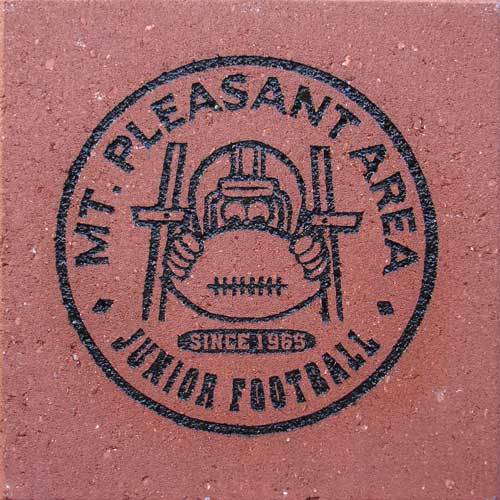 MT. PLEASANT AREA
SINCE 1965
JUNIOR FOOTBALL